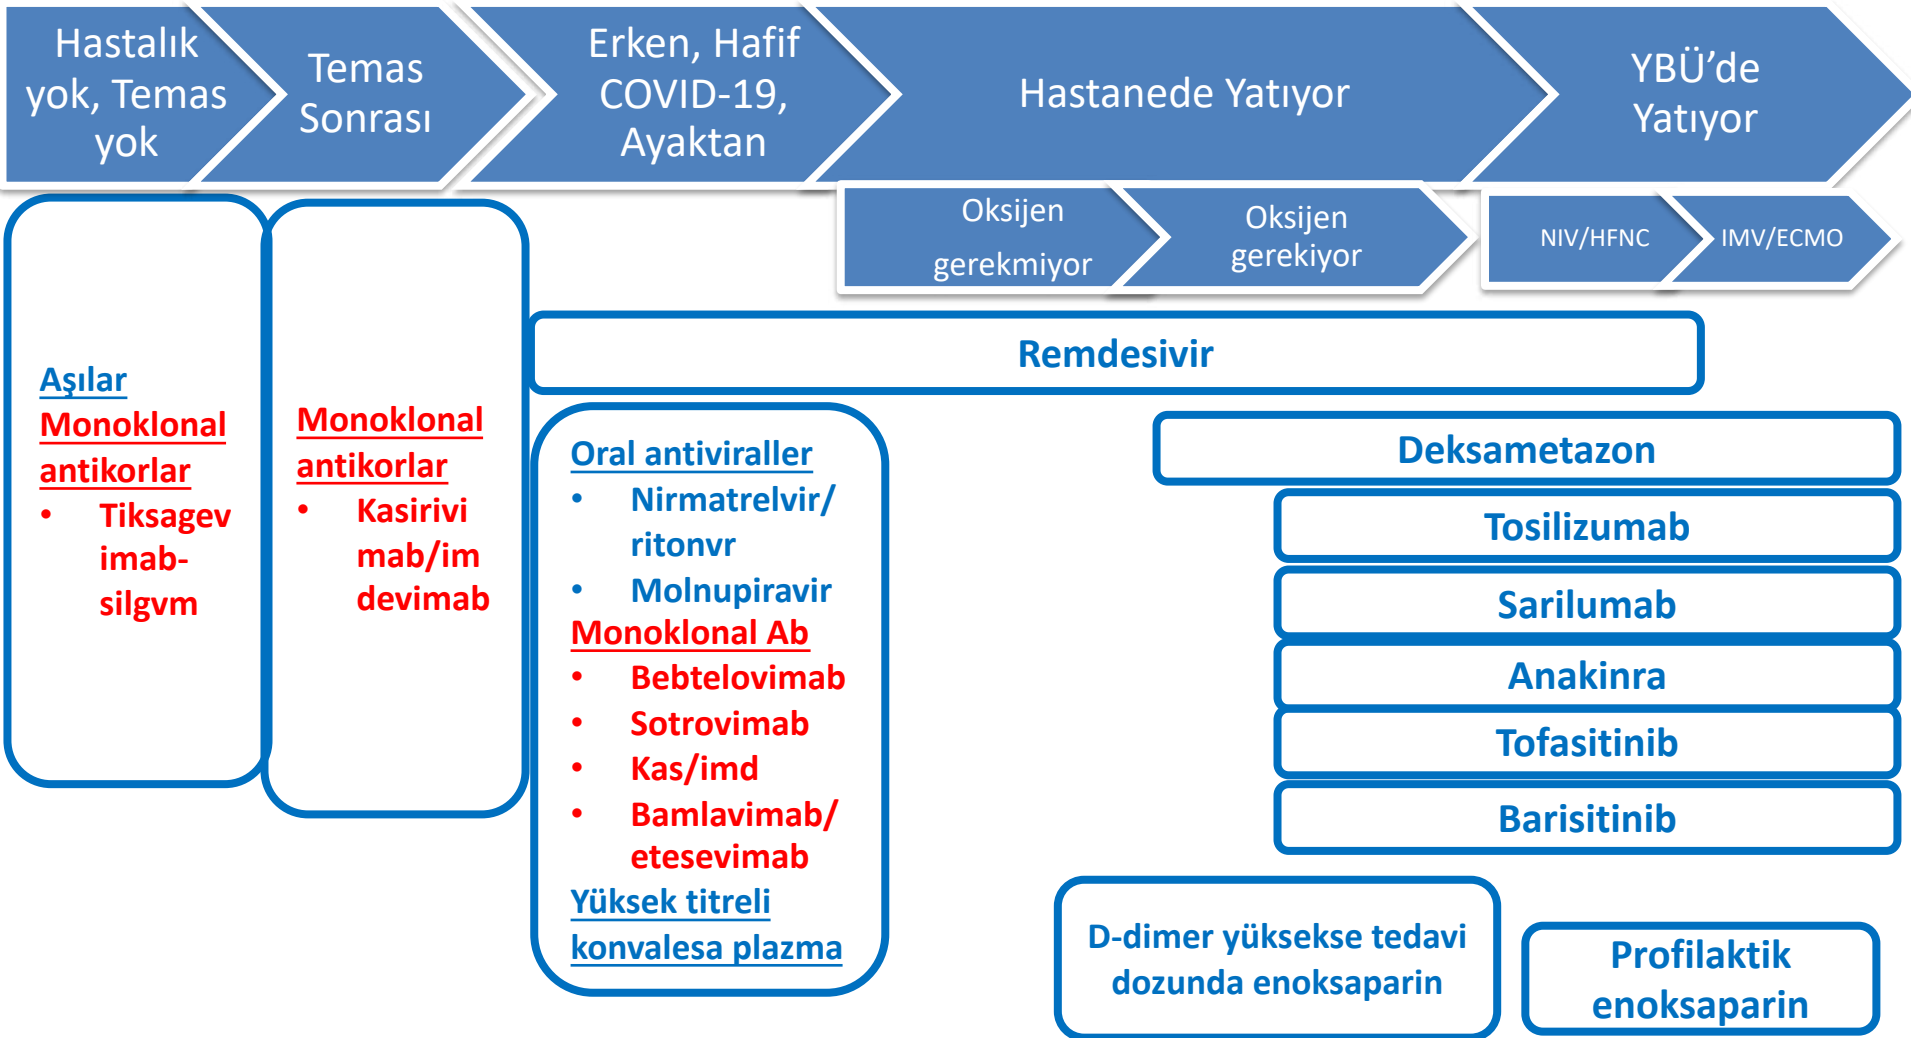 Hastalık
yok, Temas
yok
Temas
Sonrası
Erken, Hafif
COVID-19,
Ayaktan
Hastanede Yatıyor
YBÜ’de
Yatıyor
Oksijen
gerekmiyor
Oksijen
gerekiyor
NIV/HFNC
IMV/ECMO
Aşılar
Monoklonal
antikorlar
• Tiksagev
imab-
silgvm
Monoklonal
antikorlar
• Kasirivi
mab/im
devimab
Remdesivir
Oral antiviraller
• Nirmatrelvir/
ritonvr
• Molnupiravir
Monoklonal Ab
• Bebtelovimab
• Sotrovimab
• Kas/imd
• Bamlavimab/
etesevimab
Yüksek titreli
konvalesa plazma
Deksametazon
Tosilizumab
Sarilumab
Anakinra
Tofasitinib
Barisitinib
D-dimer yüksekse tedavi
dozunda enoksaparin
Profilaktik
enoksaparin